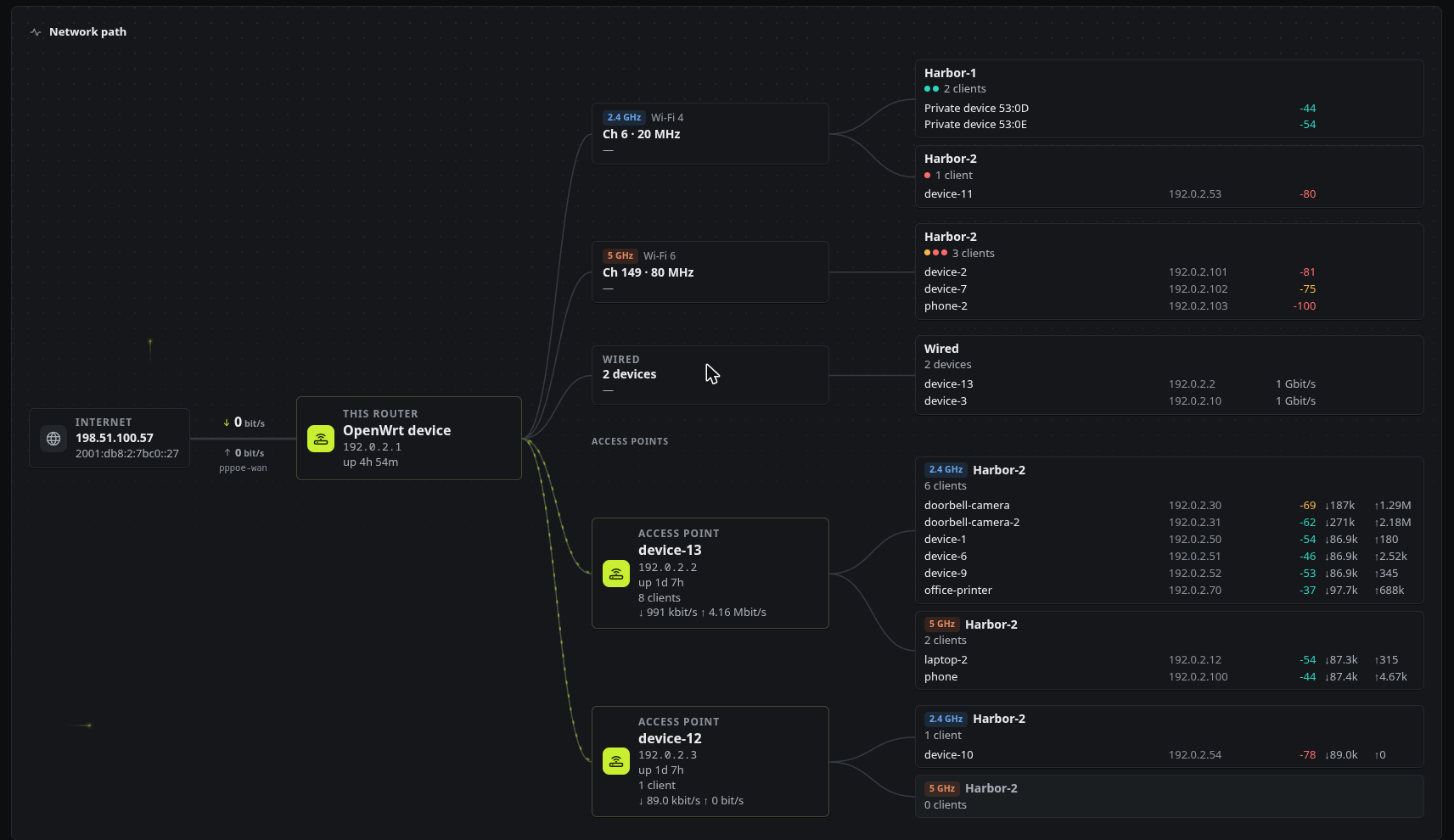 Network path
INTERNET
198.51.100.57
2001:db8:2:7bc0::27
↓ 0 bit/s
↑ 0 bit/s
pppoe-wan
THIS ROUTER
OpenWrt device
192.0.2.1
up 4h 54m
2.4 GHz Wi-Fi 4
Ch 6 · 20 MHz
—
5 GHz Wi-Fi 6
Ch 149 · 80 MHz
—
WIRED
2 devices
—
ACCESS POINTS
ACCESS POINT
device-13
192.0.2.2
up 1d 7h
8 clients
↓ 991 kbit/s ↑ 4.16 Mbit/s
ACCESS POINT
device-12
192.0.2.3
up 1d 7h
1 client
↓ 89.0 kbit/s ↑ 0 bit/s
Harbor-1
2 clients
Private device 53:0D -44
Private device 53:0E -54
Harbor-2
1 client
device-11 192.0.2.53 -80
Harbor-2
3 clients
device-2 192.0.2.101 -81
device-7 192.0.2.102 -75
phone-2 192.0.2.103 -100
Wired
2 devices
device-13 192.0.2.2 1 Gbit/s
device-3 192.0.2.10 1 Gbit/s
2.4 GHz Harbor-2
6 clients
doorbell-camera 192.0.2.30 -69 ↓187k ↑1.29M
doorbell-camera-2 192.0.2.31 -62 ↓271k ↑2.18M
device-1 192.0.2.50 -54 ↓86.9k ↑180
device-6 192.0.2.51 -46 ↓86.9k ↑2.52k
device-9 192.0.2.52 -53 ↓86.9k ↑345
office-printer 192.0.2.70 -37 ↓97.7k ↑688k
5 GHz Harbor-2
2 clients
laptop-2 192.0.2.12 -54 ↓87.3k ↑315
phone 192.0.2.100 -44 ↓87.4k ↑4.67k
2.4 GHz Harbor-2
1 client
device-10 192.0.2.54 -78 ↓89.0k ↑0
5 GHz Harbor-2
0 clients